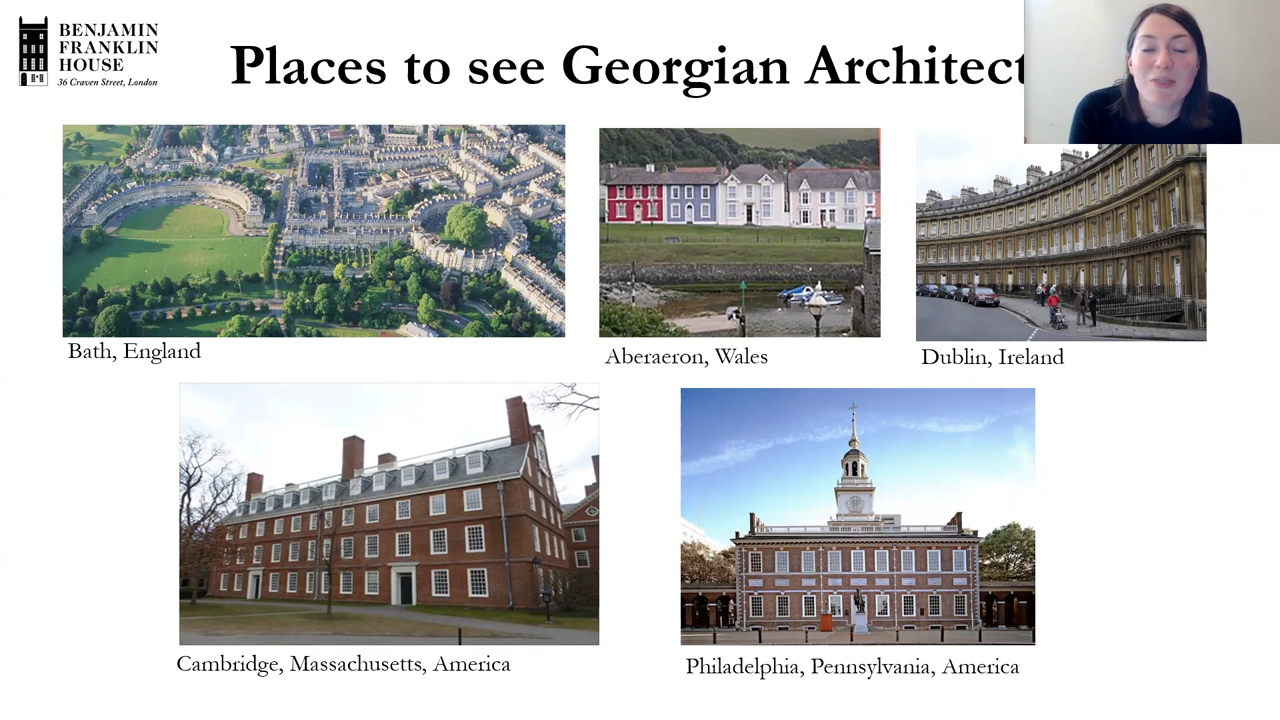 BENJAMIN
FRANKLIN
HOUSE
36 Craven Street, London
Places to see Georgian Architect
Bath, England
Aberaeron, Wales
Dublin, Ireland
Cambridge, Massachusetts, America
Philadelphia, Pennsylvania, America